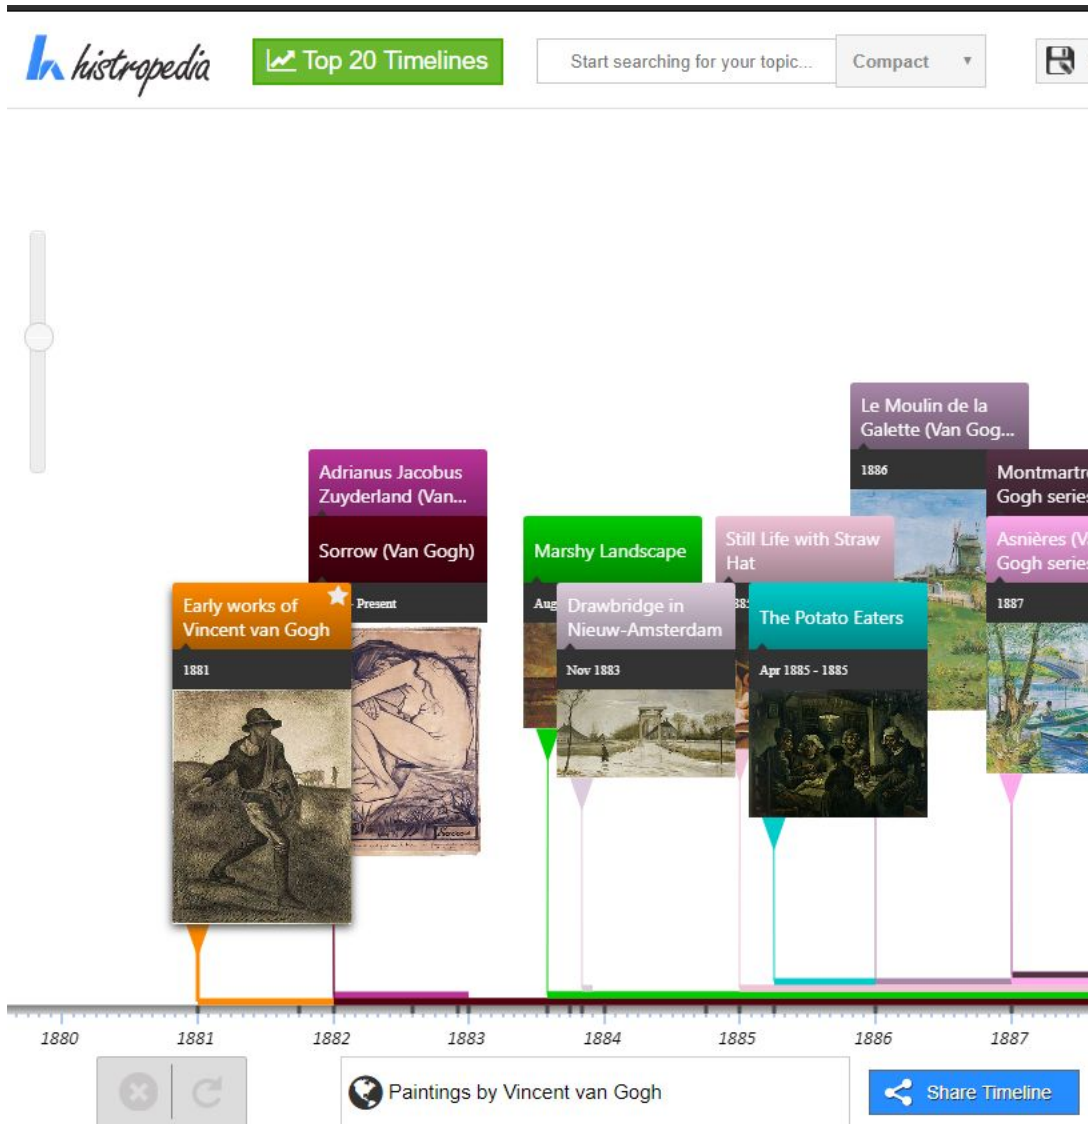 histropedia
Top 20 Timelines
Start searching for your topic...
Compact
Le Moulin de la
Galette (Van Gog...
1886
Adrianus Jacobus
Zuyderland (Van...
Montmartre
Gogh series
Sorrow (Van Gogh)
- Present
Marshy Landscape
Aug
Still Life with Straw
Hat
Asnières (V
Gogh series
1887
Early works of
Vincent van Gogh
1881
Drawbridge in
Nieuw-Amsterdam
Nov 1883
The Potato Eaters
Apr 1885 - 1885
Sorrow
1880
1881
1882
1883
1884
1885
1886
1887
Paintings by Vincent van Gogh
Share Timeline